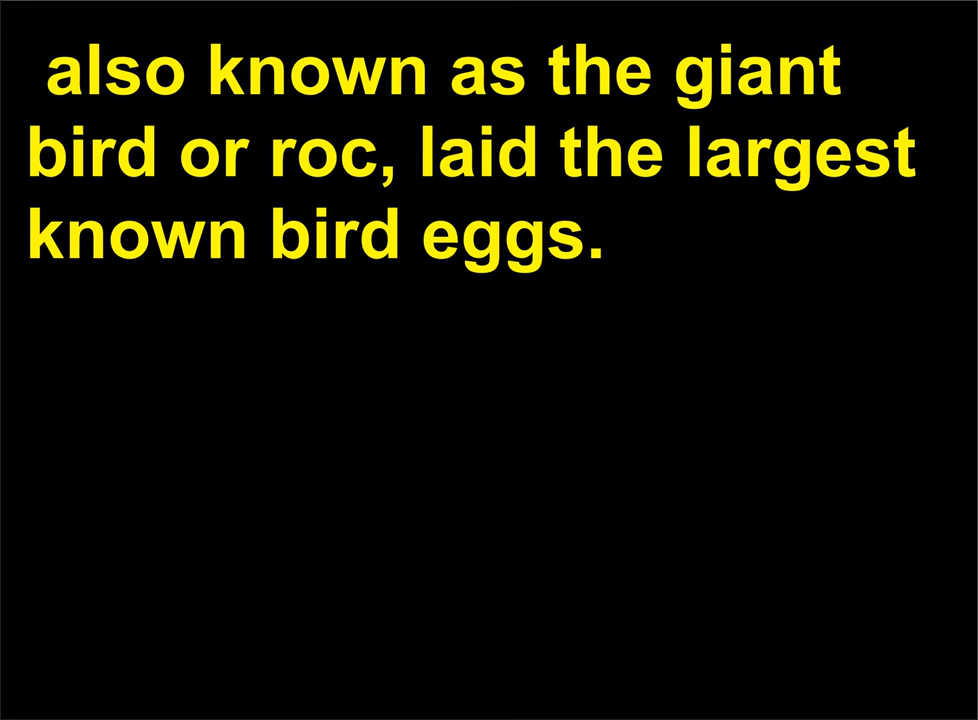 also known as the giant
bird or roc, laid the largest
known bird eggs.